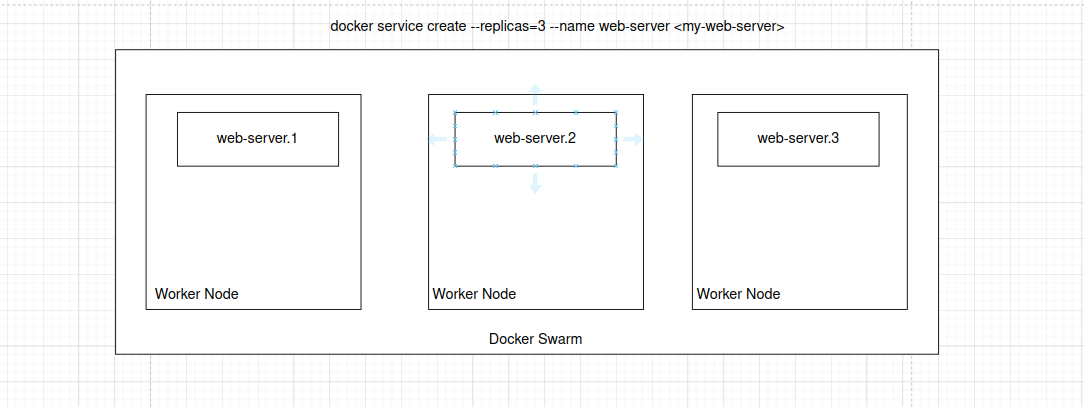 docker service create --replicas=3 --name web-server <my-web-server>
web-server.1
web-server.2
web-server.3
Worker Node
Worker Node
Worker Node
Docker Swarm